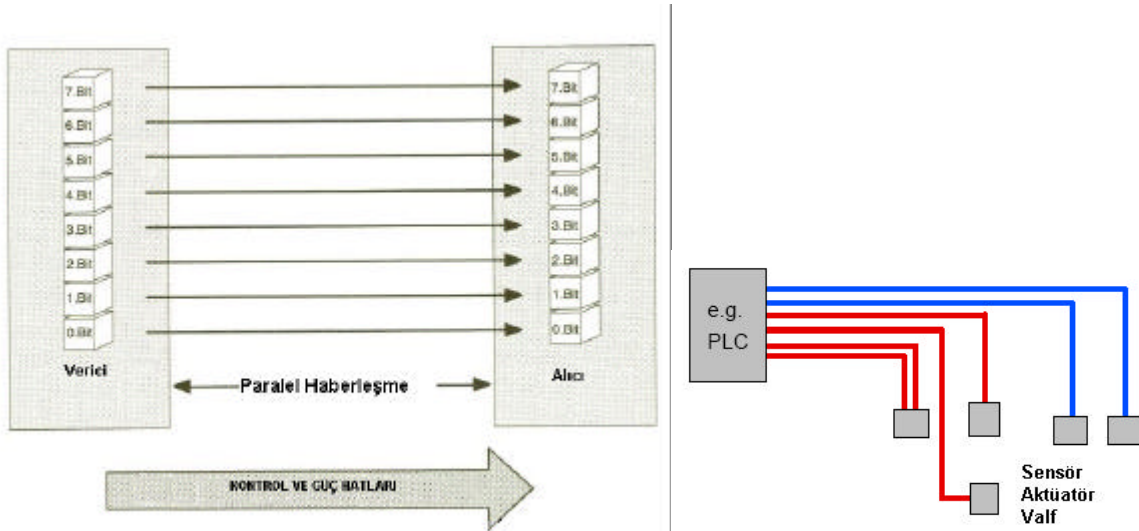 7.Bit
6.Bit
5.Bit
4.Bit
3.Bit
2.Bit
1.Bit
0.Bit
Verici
7.Bit
6.Bit
5.Bit
4.Bit
3.Bit
2.Bit
1.Bit
0.Bit
Alıcı
Paralel Haberleşme
KONTROL VE GÜÇ HATLARI
e.g.
PLC
Sensör
Aktüatör
Valf